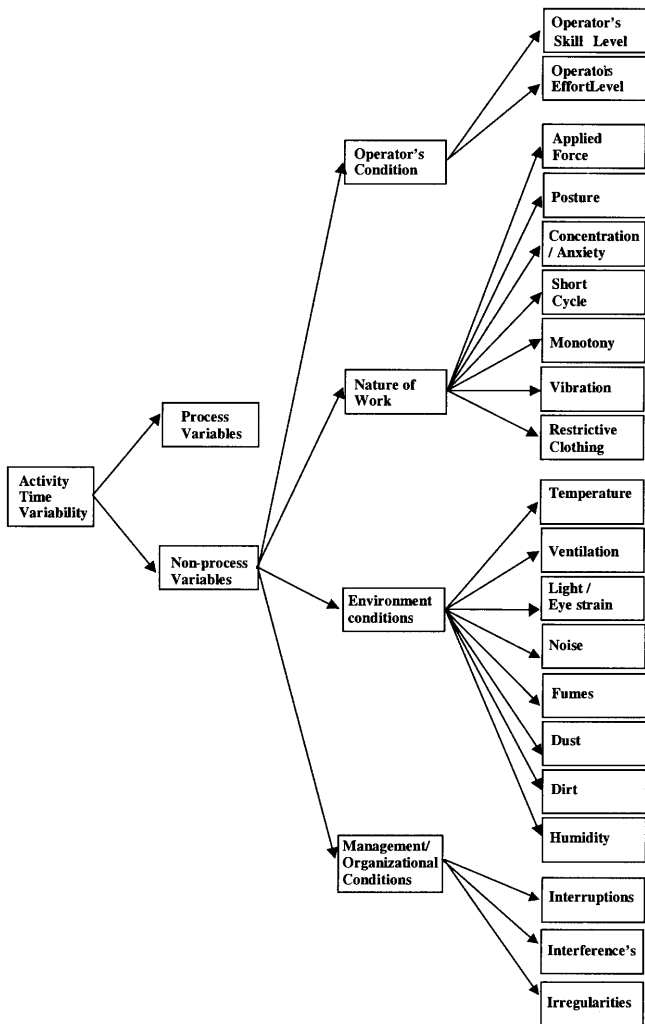 Operator's
Skill Level
Operatois
EffortLevel
Operator's
Condition
Applied
Force
Posture
Concentration
/ Anxiety
Short
Cycle
Monotony
Nature of
Work
Vibration
Restrictive
Clothing
Process
Variables
Activity
Time
Variability
Non-process
Variables
Temperature
Ventilation
Environment
conditions
Light /
Eye strain
Noise
Fumes
Dust
Dirt
Humidity
Management/
Organizational
Conditions
Interruptions
Interference's
Irregularities